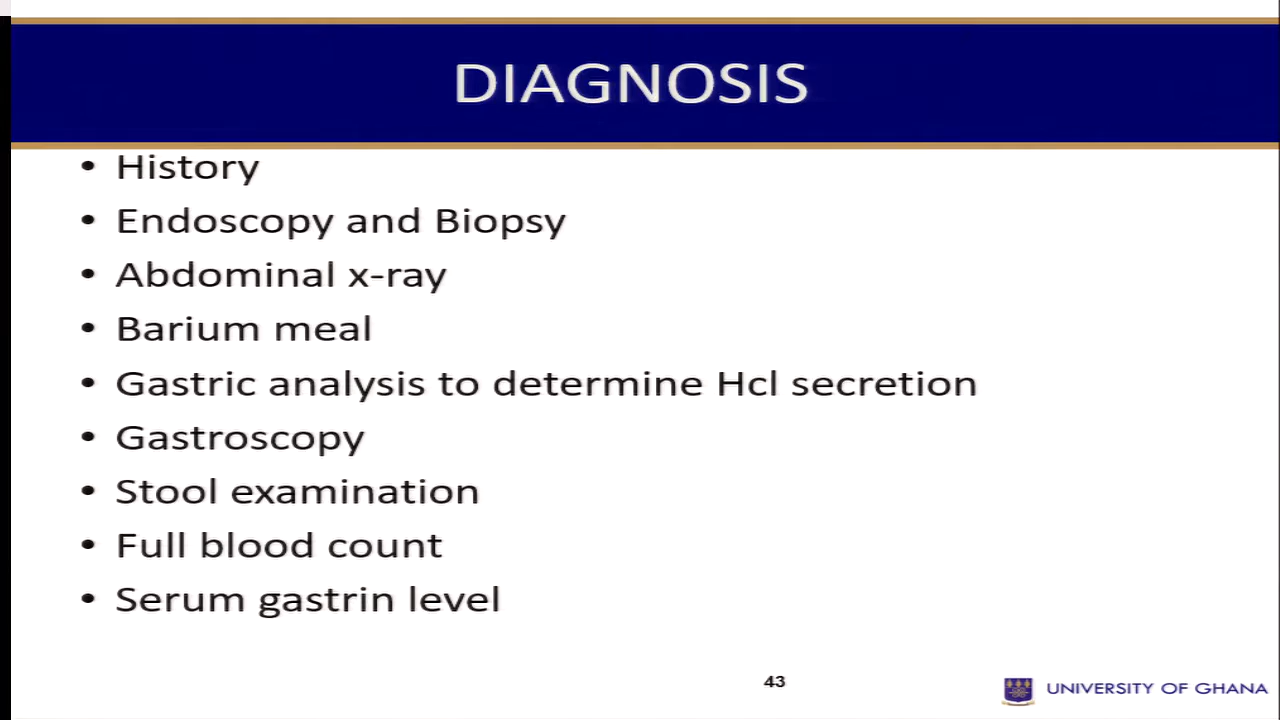 DIAGNOSIS
• History
• Endoscopy and Biopsy
• Abdominal x-ray
• Barium meal
• Gastric analysis to determine Hcl secretion
• Gastroscopy
• Stool examination
• Full blood count
• Serum gastrin level
43
UNIVERSITY OF GHANA